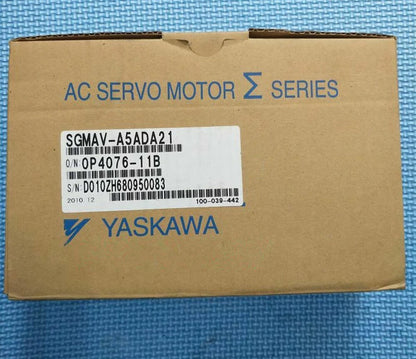 AC SERVO MOTOR Σ SERIES
SGMAV-A5ADA21
O/N: 0P4076-11B
S/N: D010ZH680950083
2010.12 100-039-442
YASKAWA